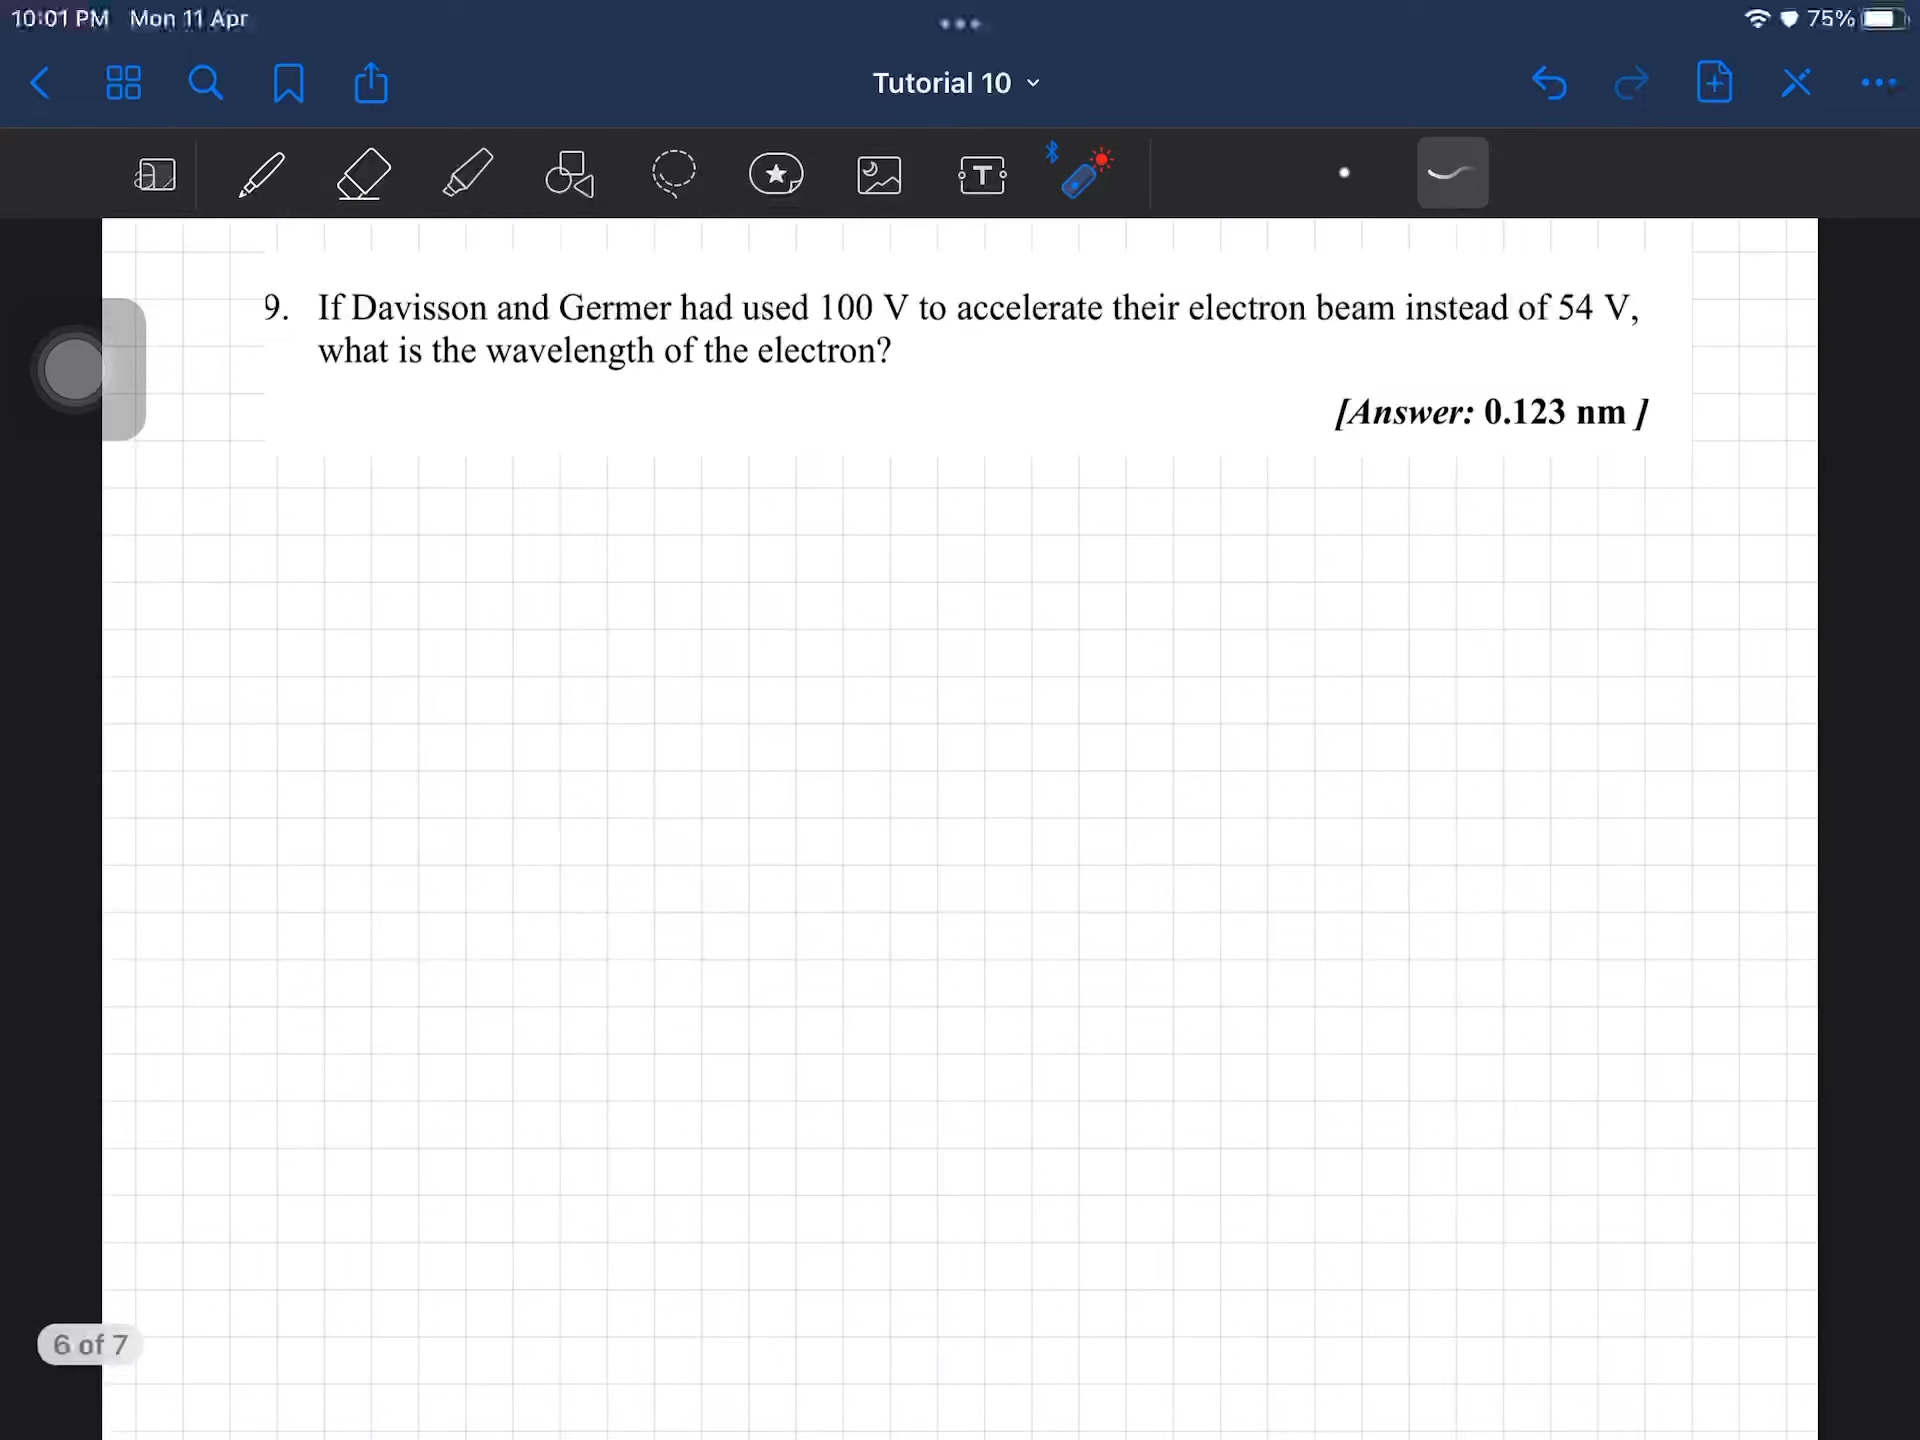 10:01 PM Mon 11 Apr
75%
Tutorial 10
9. If Davisson and Germer had used 100 V to accelerate their electron beam instead of 54 V,
what is the wavelength of the electron?
[Answer: 0.123 nm ]
6 of 7